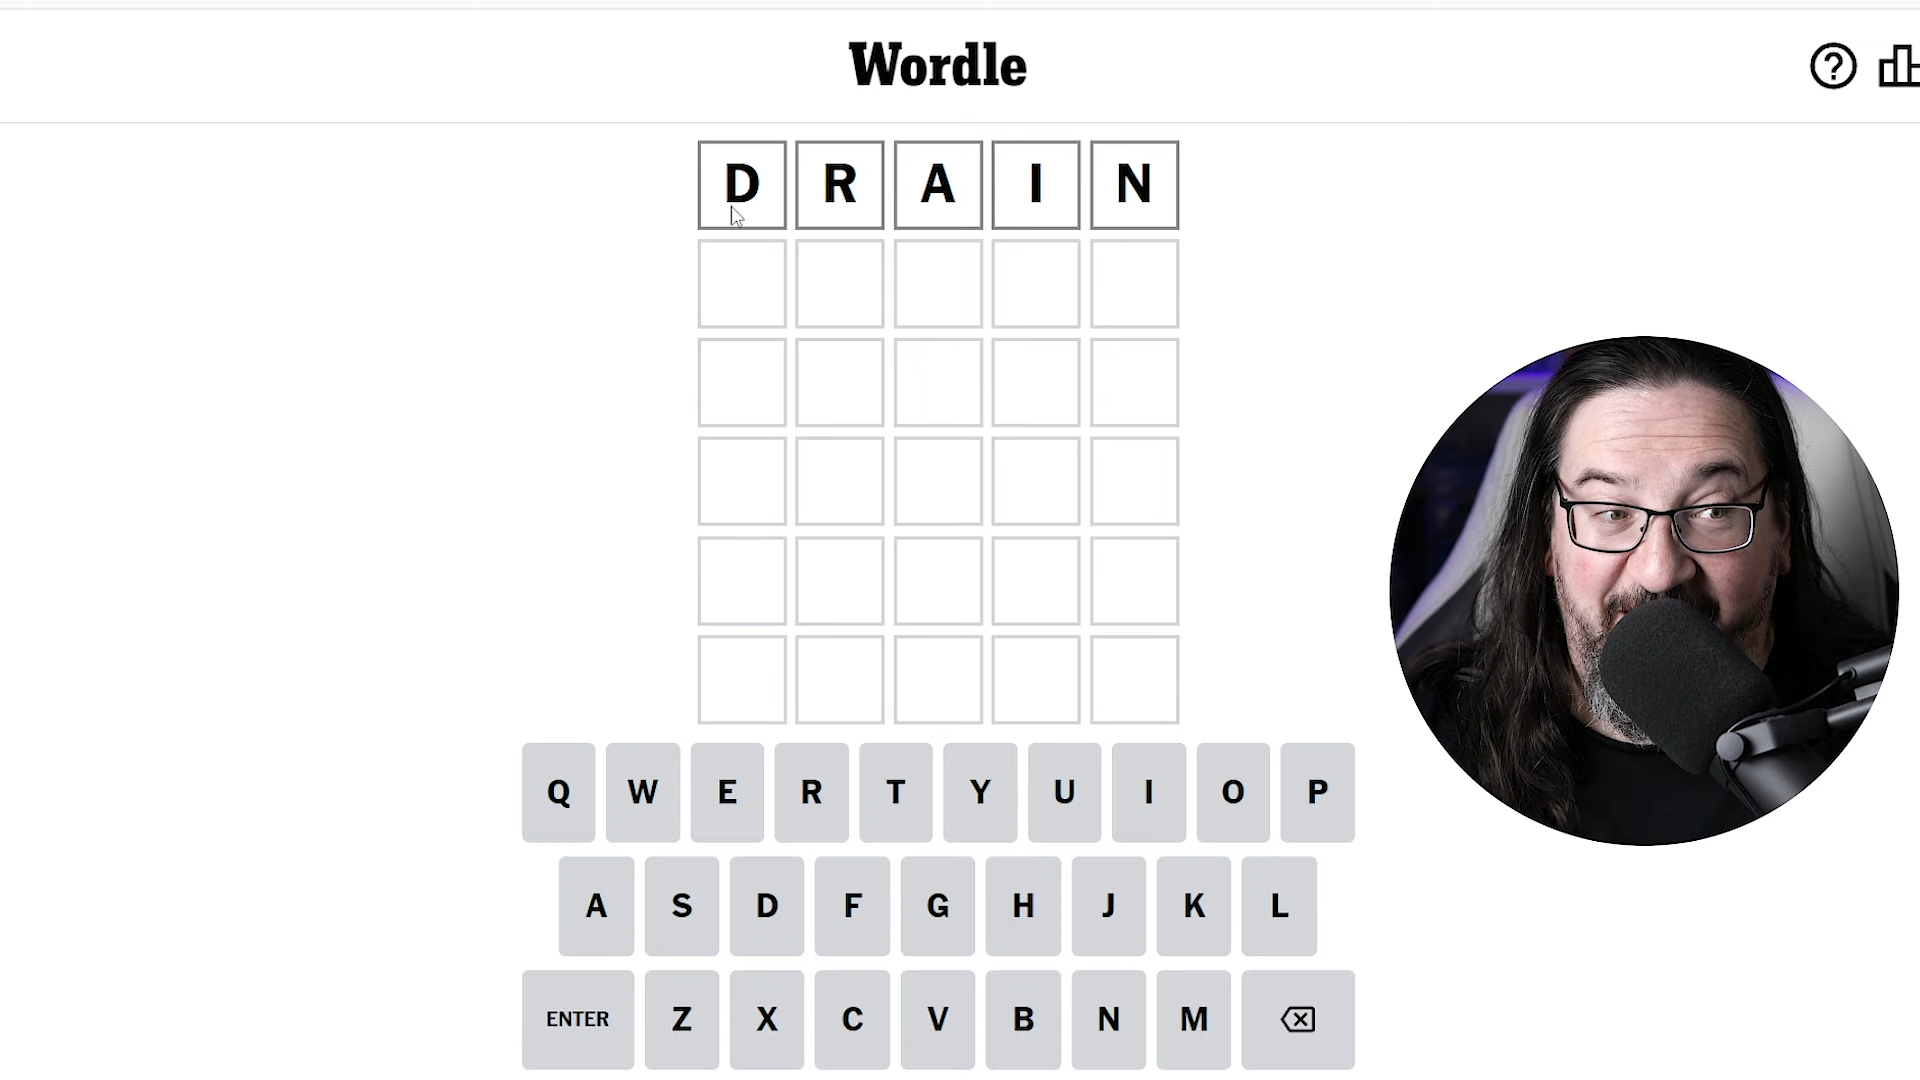 Wordle
?
D R A I N
Q W E R T Y U I O P
A S D F G H J K L
ENTER Z X C V B N M